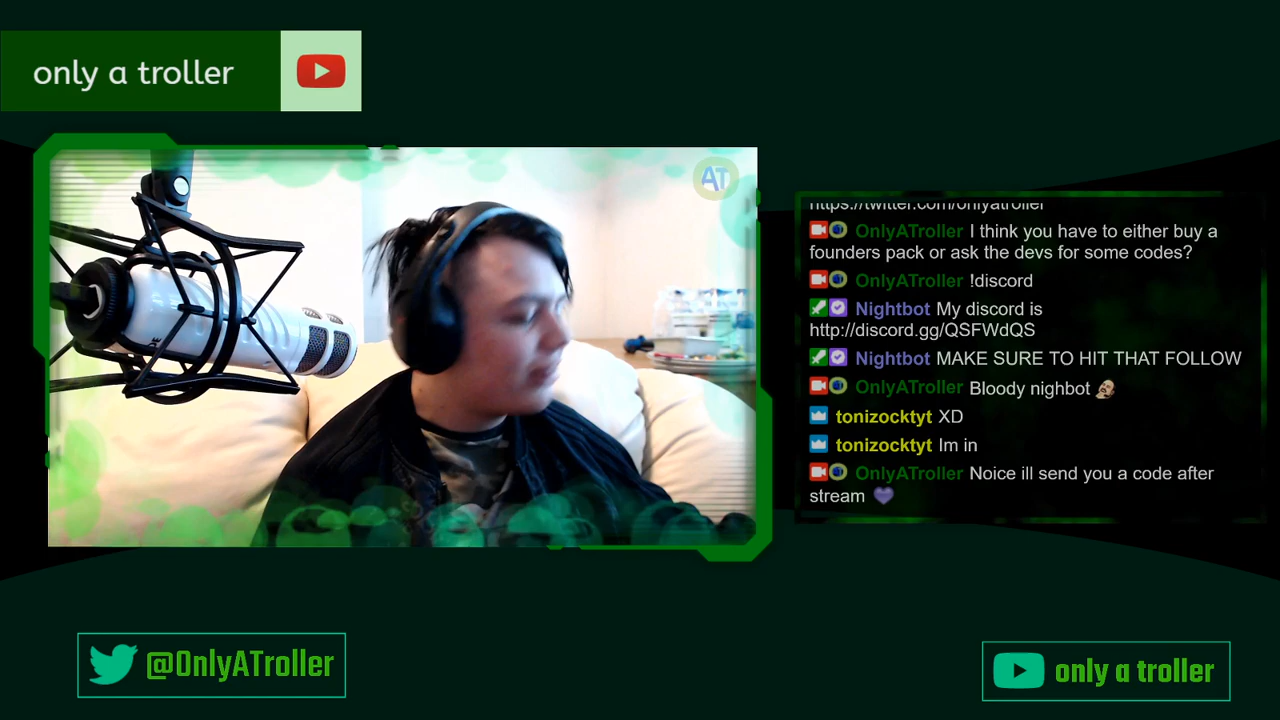 only a troller
AT
https://twitter.com/onlyatroller
OnlyATroller I think you have to either buy a
founders pack or ask the devs for some codes?
OnlyATroller !discord
Nightbot My discord is
http://discord.gg/QSFWdQS
Nightbot MAKE SURE TO HIT THAT FOLLOW
OnlyATroller Bloody nighbot
tonizocktyt XD
tonizocktyt Im in
OnlyATroller Noice ill send you a code after
stream
@OnlyATroller
only a troller